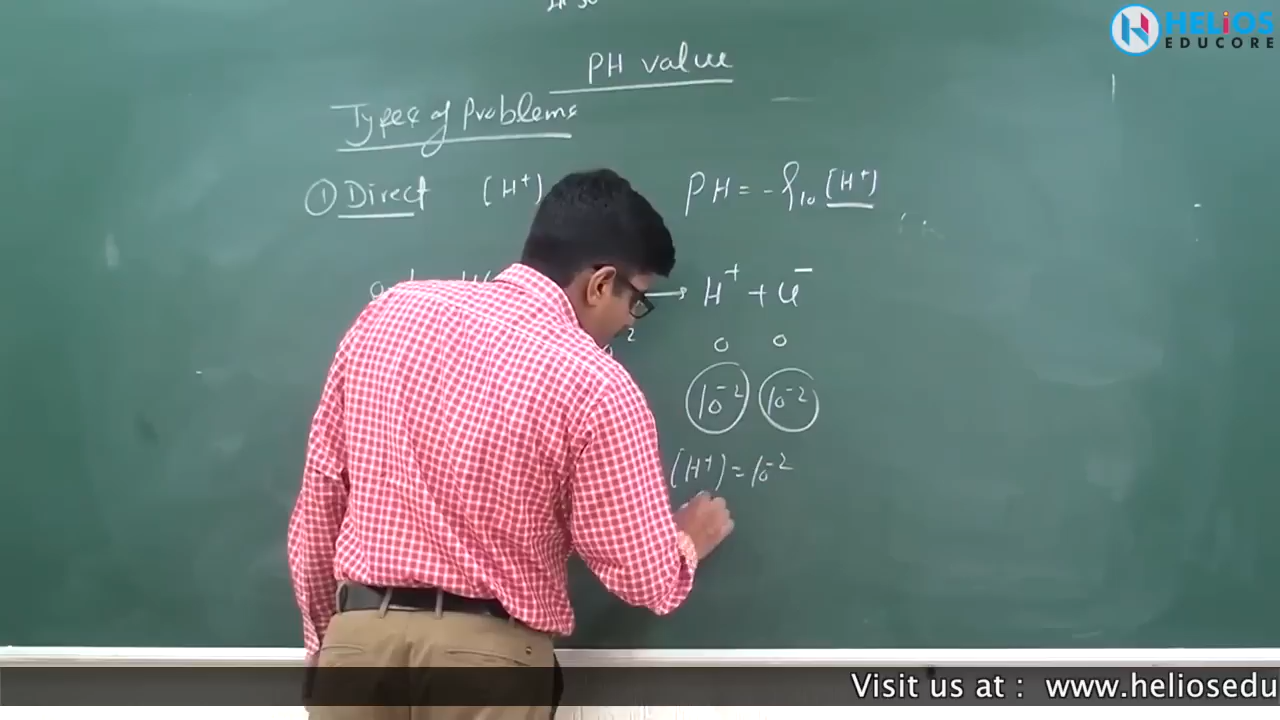 HELiOS
EDUCORE
PH value
Types of Problems
① Direct [H⁺] PH = - log₁₀ [H⁺]
→ H⁺ + Cl⁻
2 0 0
10⁻² 10⁻²
[H⁺] = 10⁻²
Visit us at : www.heliosedu